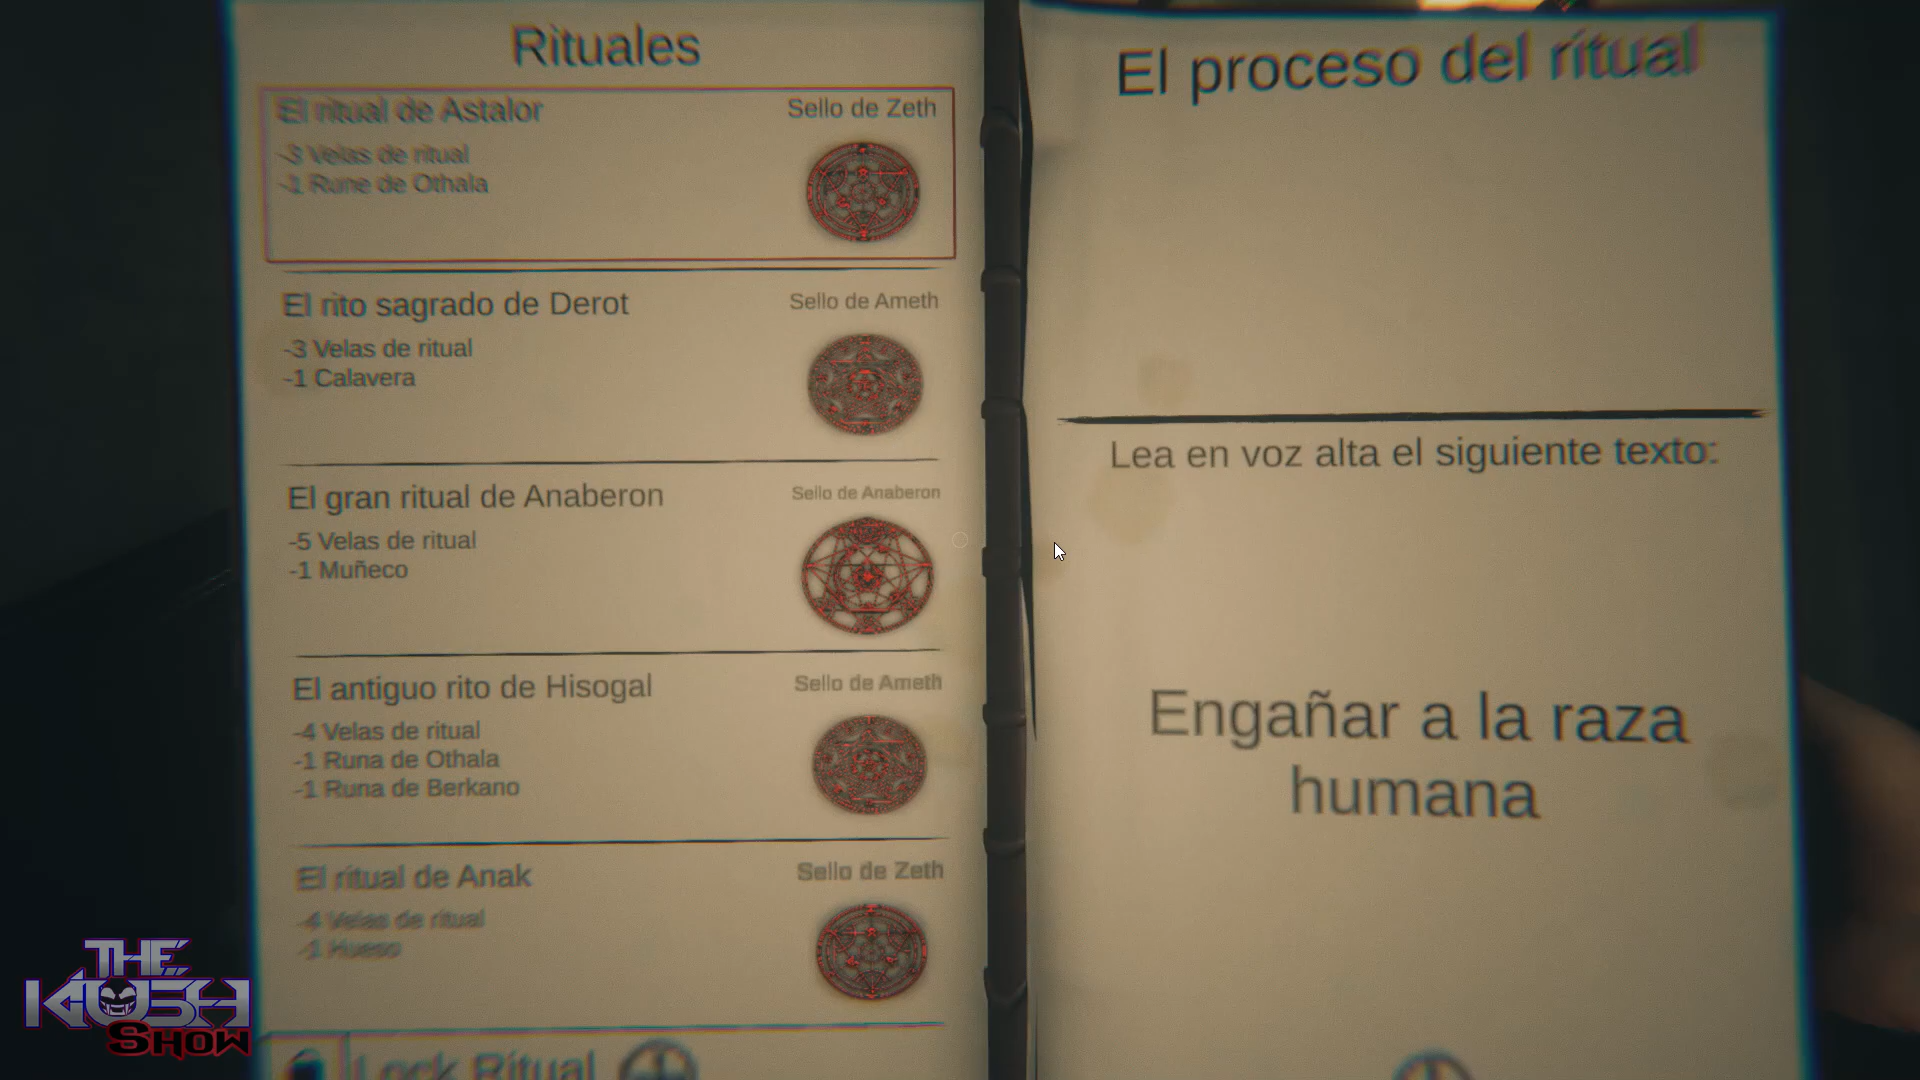 Rituales
El ritual de Astalor
Sello de Zeth
-3 Velas de ritual
-1 Rune de Othala
El rito sagrado de Derot
Sello de Ameth
-3 Velas de ritual
-1 Calavera
El gran ritual de Anaberon
Sello de Anaberon
-5 Velas de ritual
-1 Muñeco
El antiguo rito de Hisogal
Sello de Ameth
-4 Velas de ritual
-1 Runa de Othala
-1 Runa de Berkano
El ritual de Anak
Sello de Zeth
-4 Velas de ritual
-1 Hueso
Lock Ritual
El proceso del ritual
Lea en voz alta el siguiente texto:
Engañar a la raza
humana
THE
KUSH
SHOW